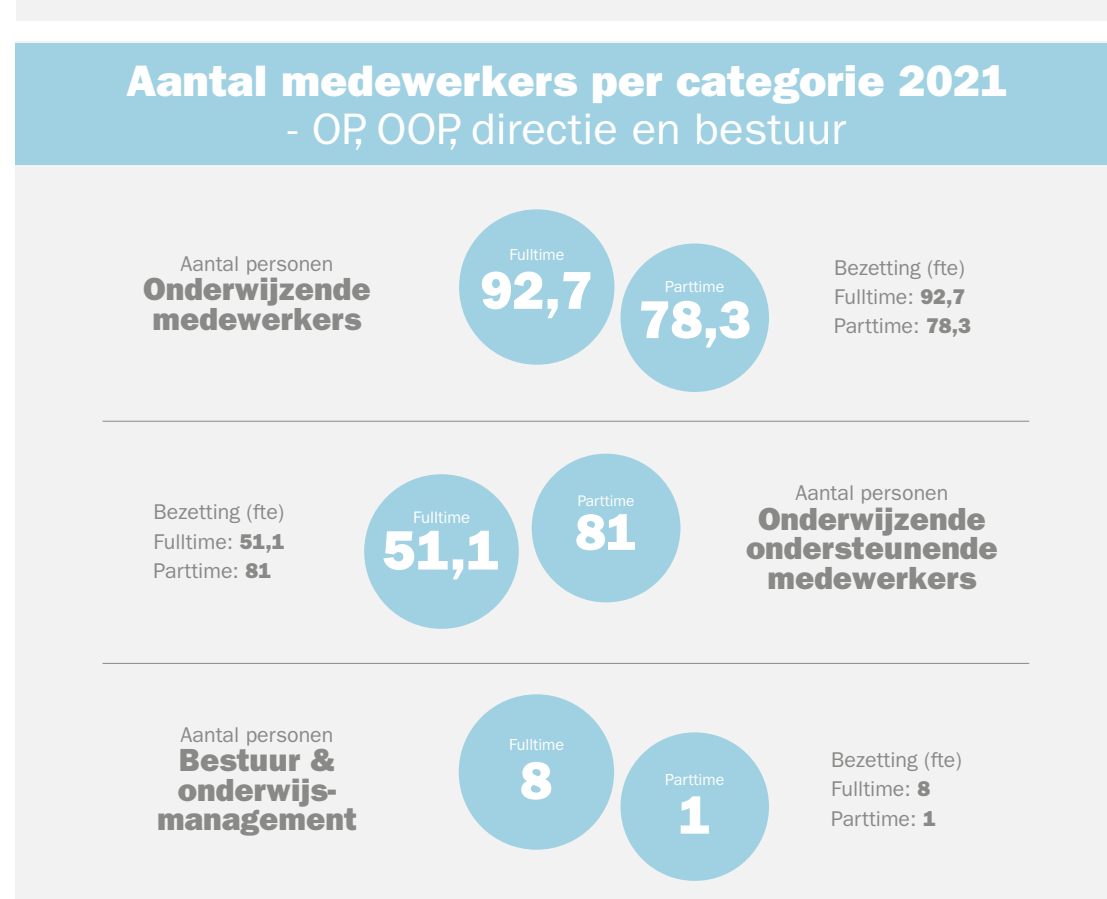 Aantal medewerkers per categorie 2021
- OP, OOP, directie en bestuur
Aantal personen
Onderwijzende
medewerkers
Fulltime
92,7
Parttime
78,3
Bezetting (fte)
Fulltime: 92,7
Parttime: 78,3
Bezetting (fte)
Fulltime: 51,1
Parttime: 81
Fulltime
51,1
Parttime
81
Aantal personen
Onderwijzende
ondersteunende
medewerkers
Aantal personen
Bestuur &
onderwijs-
management
Fulltime
8
Parttime
1
Bezetting (fte)
Fulltime: 8
Parttime: 1